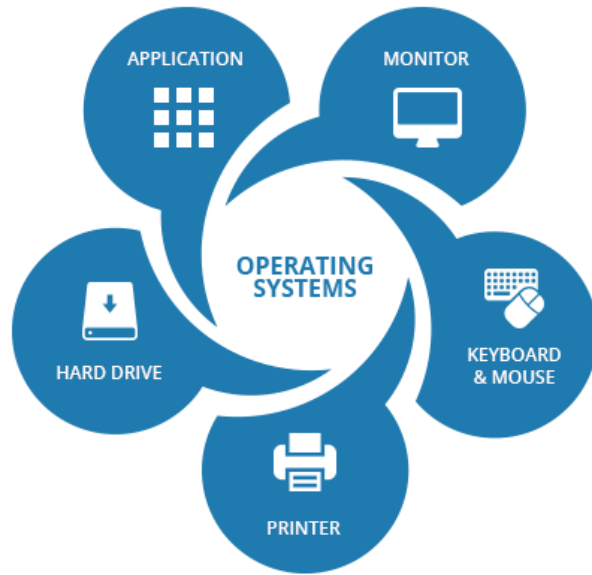 APPLICATION
MONITOR
OPERATING
SYSTEMS
HARD DRIVE
KEYBOARD
& MOUSE
PRINTER